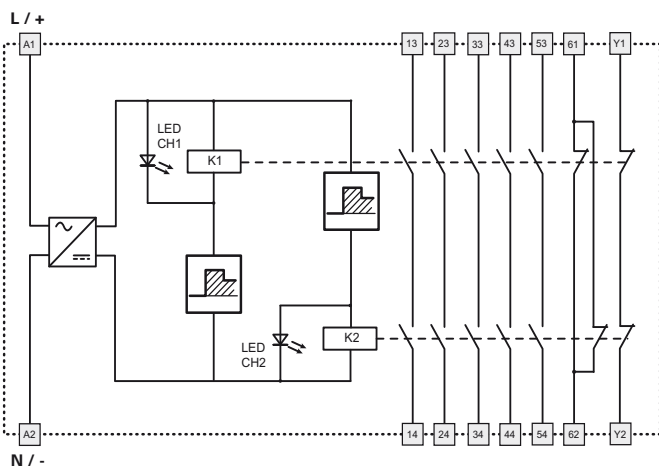 L / +
A1 13 23 33 43 53 61 Y1
LED
CH1
K1
LED
CH2
K2
A2 14 24 34 44 54 62 Y2
N / -